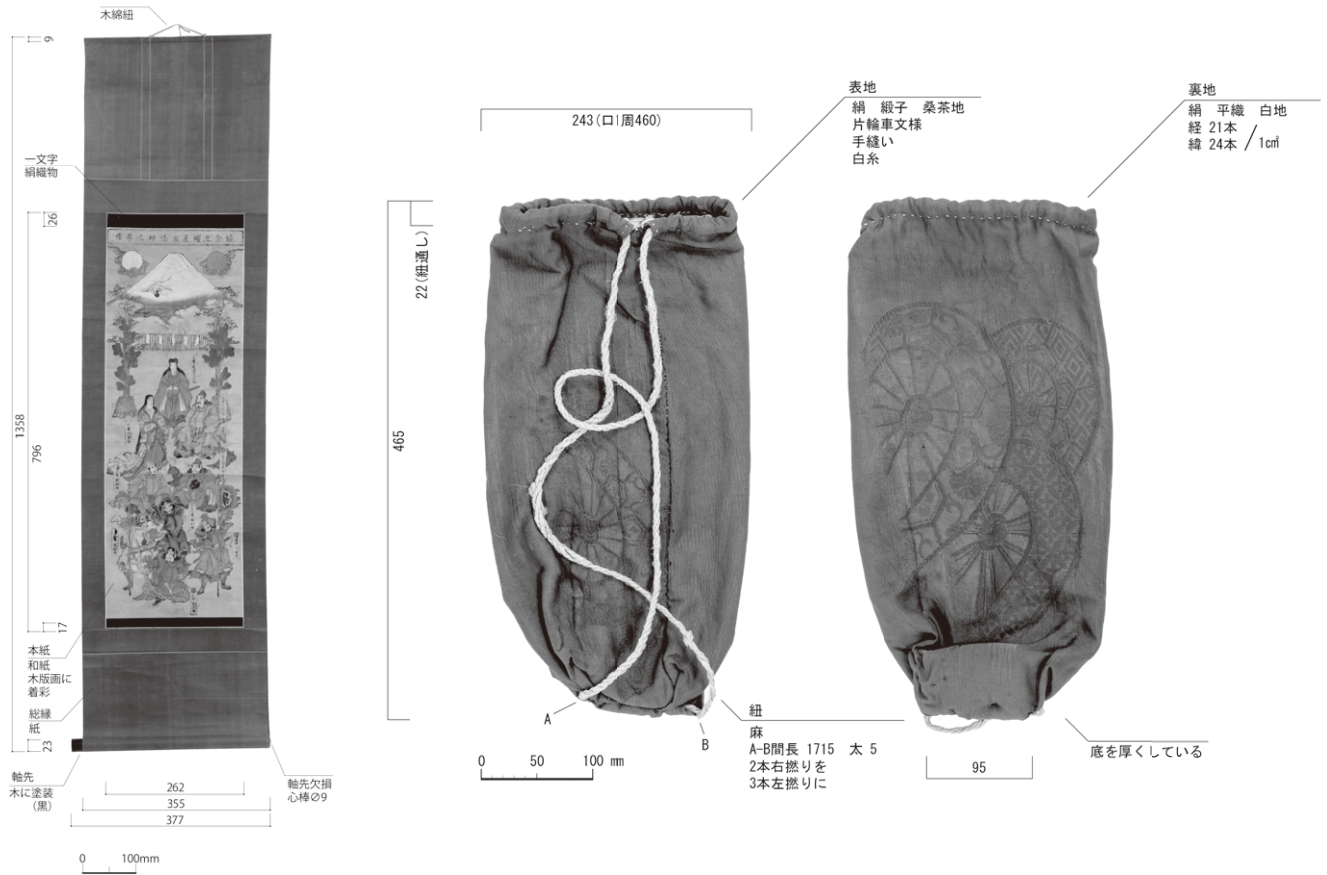 木綿紐
9
一文字
絹織物
26
1358
796
17
本紙
和紙
木版画に
着彩
総縁
紙
23
軸先
木に塗装
（黒）
軸先欠損
心棒∅9
262
355
377
0 100mm
243（口|周460）
表地
絹 緞子 桑茶地
片輪車文様
手縫い
白糸
裏地
絹 平織 白地
経 21本
緯 24本 / 1c㎡
22（紐通し）
465
A
B
紐
麻
A-B間長 1715 太 5
2本右撚りを
3本左撚りに
0 50 100 mm
95
底を厚くしている